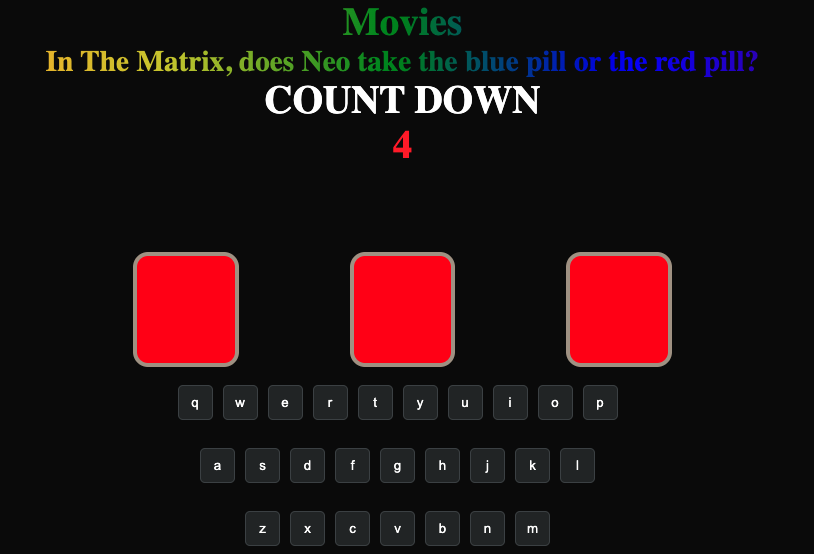 Movies
In The Matrix, does Neo take the blue pill or the red pill?
COUNT DOWN
4
q w e r t y u i o p
a s d f g h j k l
z x c v b n m